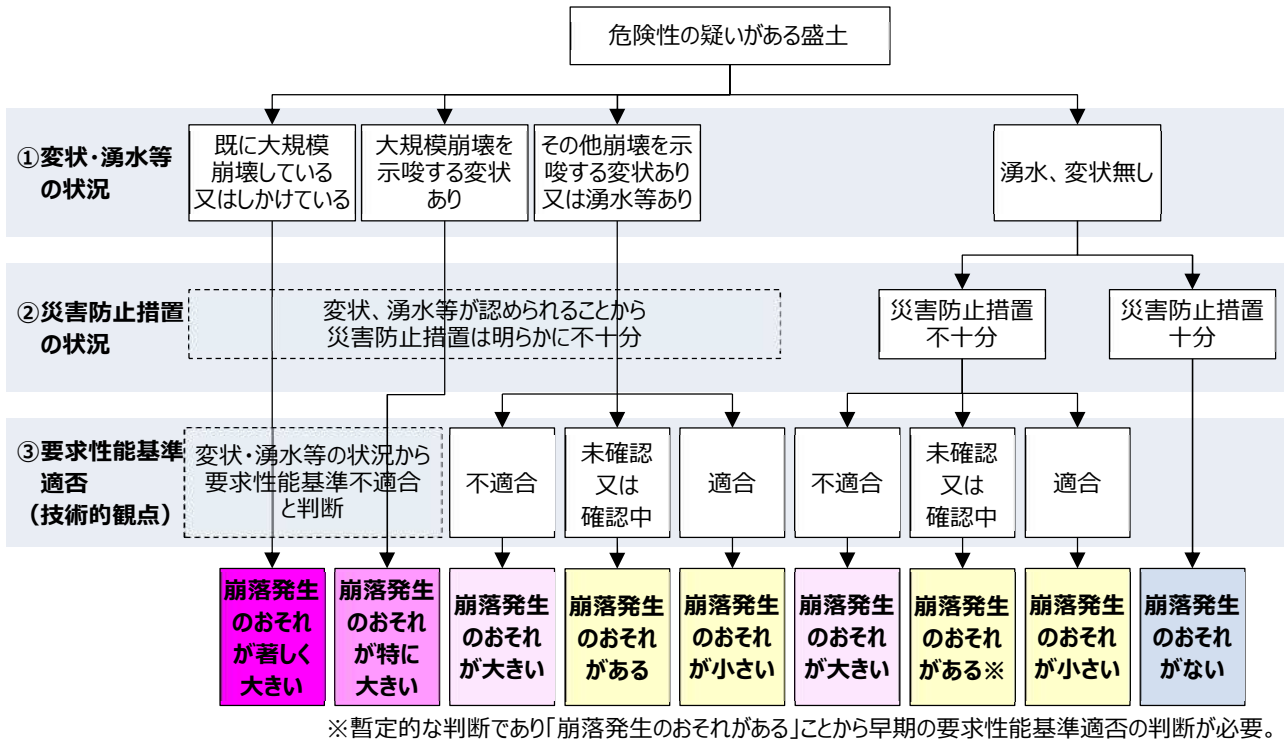 危険性の疑いがある盛土
①変状・湧水等
の状況
既に大規模
崩壊している
又はしかけている
大規模崩壊を
示唆する変状
あり
その他崩壊を示
唆する変状あり
又は湧水等あり
湧水、変状無し
②災害防止措置
の状況
変状、湧水等が認められることから
災害防止措置は明らかに不十分
災害防止措置
不十分
災害防止措置
十分
③要求性能基準
適否
（技術的観点）
変状・湧水等の状況から
要求性能基準不適合
と判断
不適合
未確認
又は
確認中
適合
不適合
未確認
又は
確認中
適合
崩落発生
のおそれ
が著しく
大きい
崩落発生
のおそれ
が特に
大きい
崩落発生
のおそれ
が大きい
崩落発生
のおそれ
がある
崩落発生
のおそれ
が小さい
崩落発生
のおそれ
が大きい
崩落発生
のおそれ
がある※
崩落発生
のおそれ
が小さい
崩落発生
のおそれ
がない
※暫定的な判断であり「崩落発生のおそれがある」ことから早期の要求性能基準適否の判断が必要。